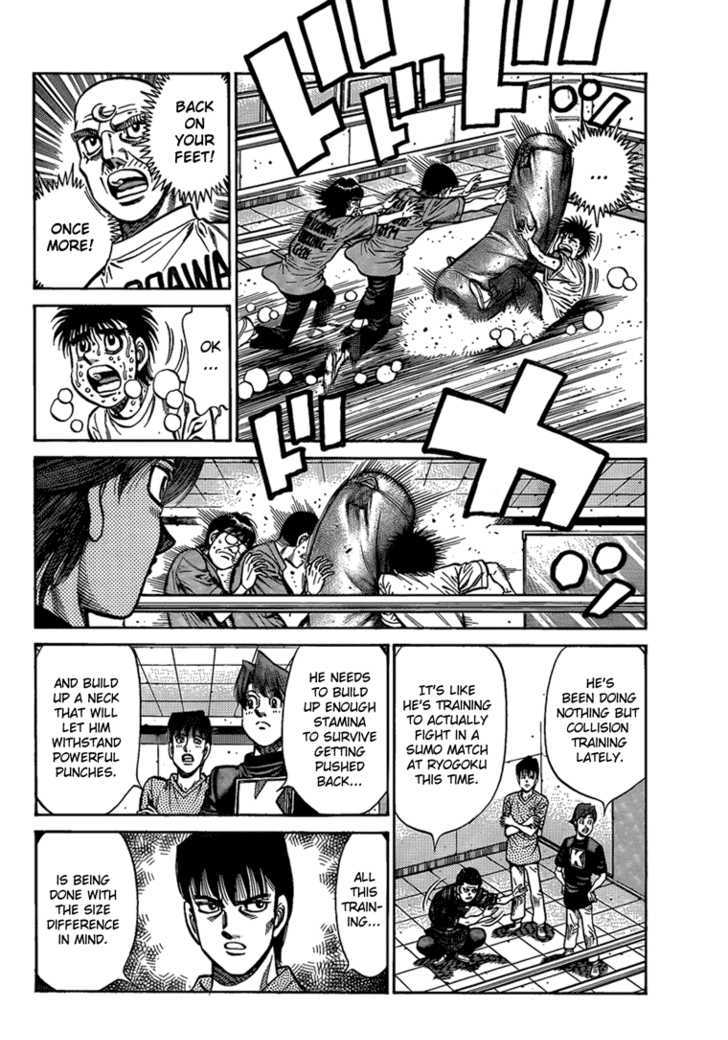 ドドド
...
BACK
ON
YOUR
FEET!
ONCE
MORE!
OK
...
ドカッ
HE'S
BEEN DOING
NOTHING BUT
COLLISION
TRAINING
LATELY.
IT'S LIKE
HE'S TRAINING
TO ACTUALLY
FIGHT IN A
SUMO MATCH
AT RYOGOKU
THIS TIME.
K
HE NEEDS
TO BUILD
UP ENOUGH
STAMINA
TO SURVIVE
GETTING
PUSHED
BACK...
AND BUILD
UP A NECK
THAT WILL
LET HIM
WITHSTAND
POWERFUL
PUNCHES.
ALL
THIS
TRAIN-
ING...
IS BEING
DONE WITH
THE SIZE
DIFFERENCE
IN MIND.